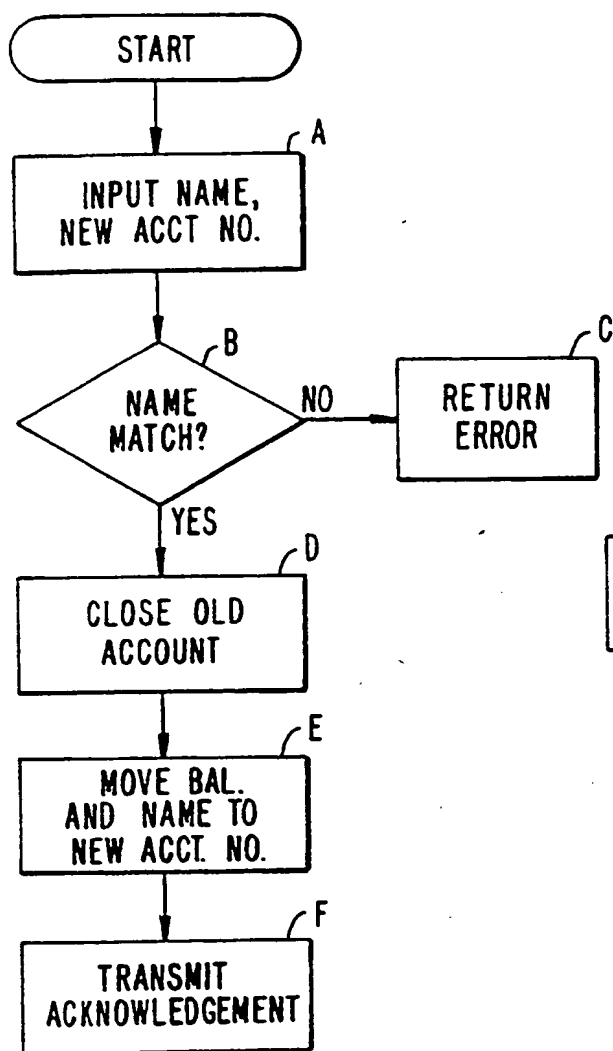 START
A
INPUT NAME,
NEW ACCT NO.
B
NAME
MATCH?
NO
C
RETURN
ERROR
YES
D
CLOSE OLD
ACCOUNT
E
MOVE BAL.
AND NAME TO
NEW ACCT. NO.
F
TRANSMIT
ACKNOWLEDGEMENT